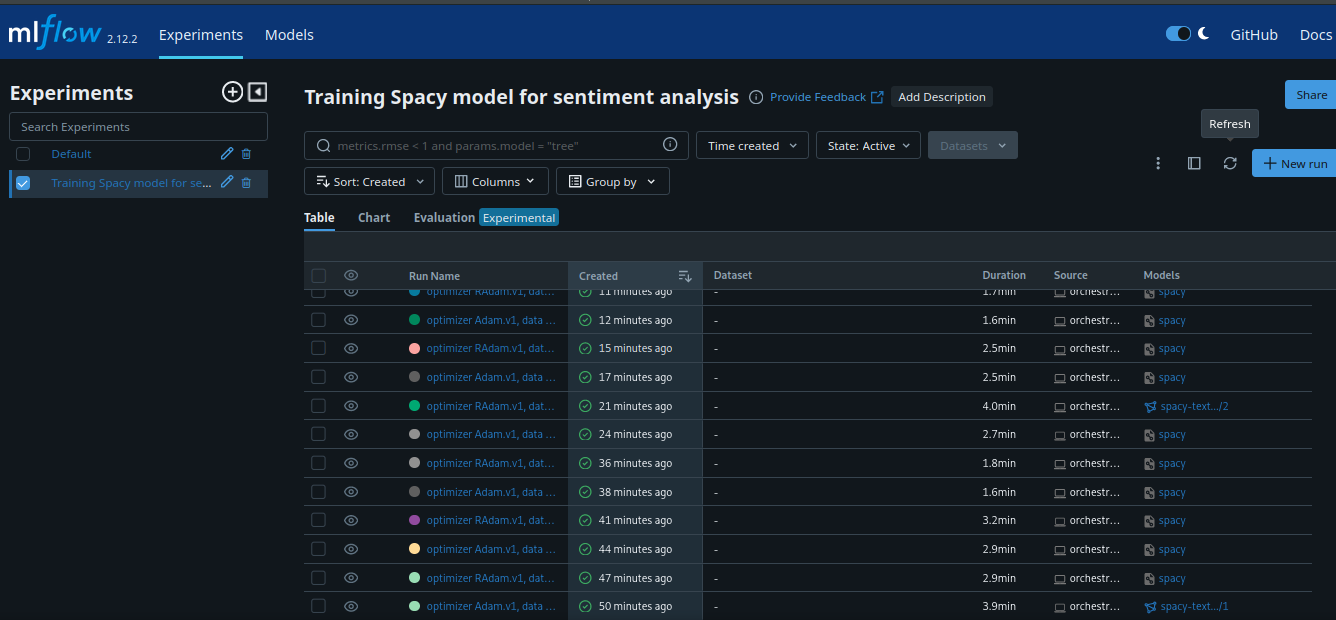 mlflow 2.12.2 Experiments Models GitHub Docs
Experiments
Search Experiments
Default
Training Spacy model for se...
Training Spacy model for sentiment analysis Provide Feedback Add Description
Share
Refresh
metrics.rmse < 1 and params.model = "tree" Time created State: Active Datasets
New run
Sort: Created Columns Group by
Table Chart Evaluation Experimental
Run Name Created Dataset Duration Source Models
optimizer RAdam.v1, dat... 11 minutes ago - 1.7min orchestr... spacy
optimizer Adam.v1, data ... 12 minutes ago - 1.6min orchestr... spacy
optimizer RAdam.v1, dat... 15 minutes ago - 2.5min orchestr... spacy
optimizer Adam.v1, data ... 17 minutes ago - 2.5min orchestr... spacy
optimizer RAdam.v1, dat... 21 minutes ago - 4.0min orchestr... spacy-text.../2
optimizer Adam.v1, data ... 24 minutes ago - 2.7min orchestr... spacy
optimizer RAdam.v1, dat... 36 minutes ago - 1.8min orchestr... spacy
optimizer Adam.v1, data ... 38 minutes ago - 1.6min orchestr... spacy
optimizer RAdam.v1, dat... 41 minutes ago - 3.2min orchestr... spacy
optimizer Adam.v1, data ... 44 minutes ago - 2.9min orchestr... spacy
optimizer RAdam.v1, dat... 47 minutes ago - 2.9min orchestr... spacy
optimizer Adam.v1, data ... 50 minutes ago - 3.9min orchestr... spacy-text.../1